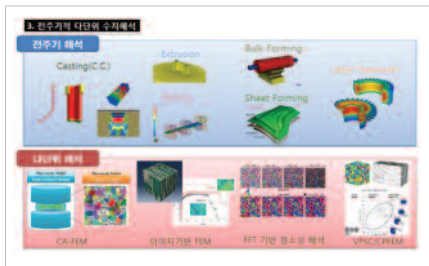 3. 전주기적 다단위 수치해석
전주기 해석
Casting(C.C.)
Extrusion
Bulk Forming
Sheet Forming
다단위 해석
CA-FEM
이미지기반 FEM
FFT 기반 점소성 해석
VPSC/CPFEM